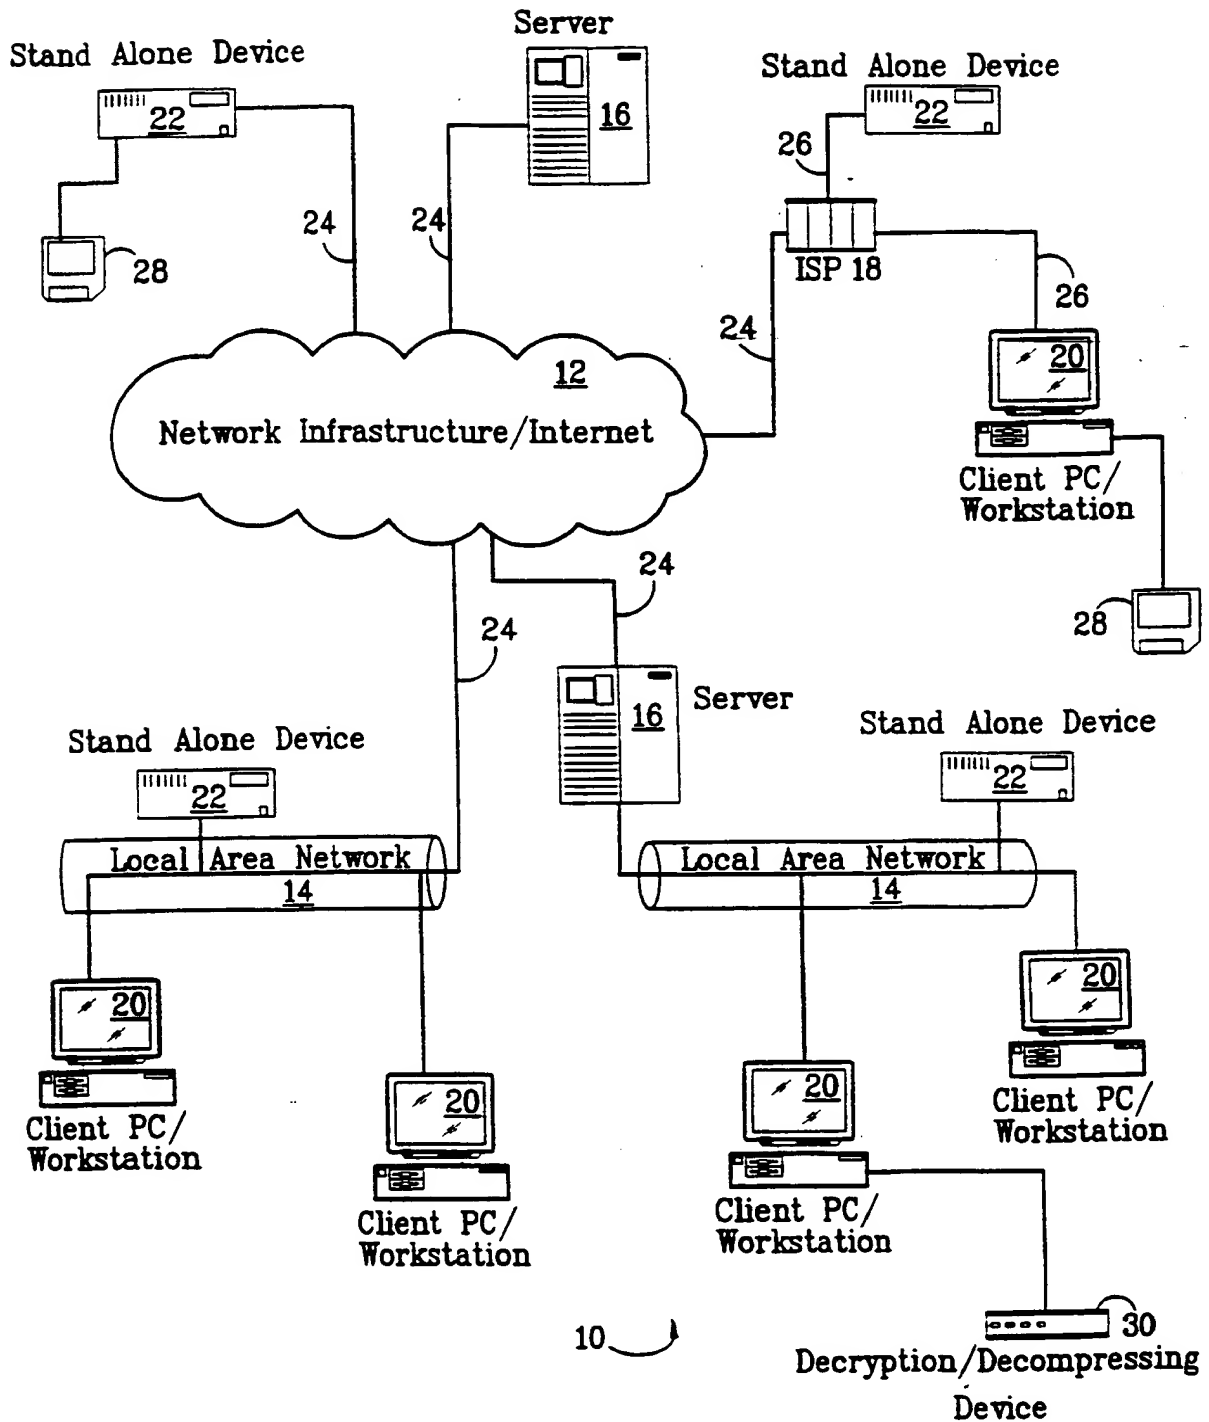 Server
Stand Alone Device
Stand Alone Device
22
16
22
26
24
24
28
ISP 18
26
24
20
12
Network Infrastructure/Internet
Client PC/
Workstation
24
24
28
16
Server
Stand Alone Device
Stand Alone Device
22
22
Local Area Network
14
Local Area Network
14
20
20
Client PC/
Workstation
20
20
Client PC/
Workstation
Client PC/
Workstation
Client PC/
Workstation
10
30
Decryption/Decompressing
Device